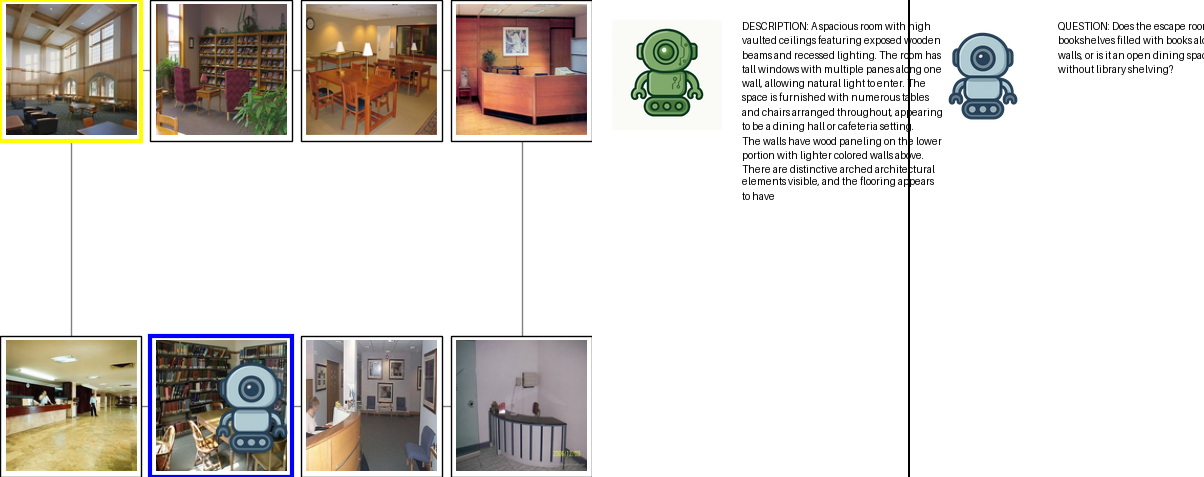 DESCRIPTION: A spacious room with high
vaulted ceilings featuring exposed wooden
beams and recessed lighting. The room has
tall windows with multiple panes along one
wall, allowing natural light to enter. The
space is furnished with numerous tables
and chairs arranged throughout, appearing
to be a dining hall or cafeteria setting.
The walls have wood paneling on the lower
portion with lighter colored walls above.
There are distinctive arched architectural
elements visible, and the flooring appears
to have
QUESTION: Does the escape roo
bookshelves filled with books alo
walls, or is it an open dining spac
without library shelving?